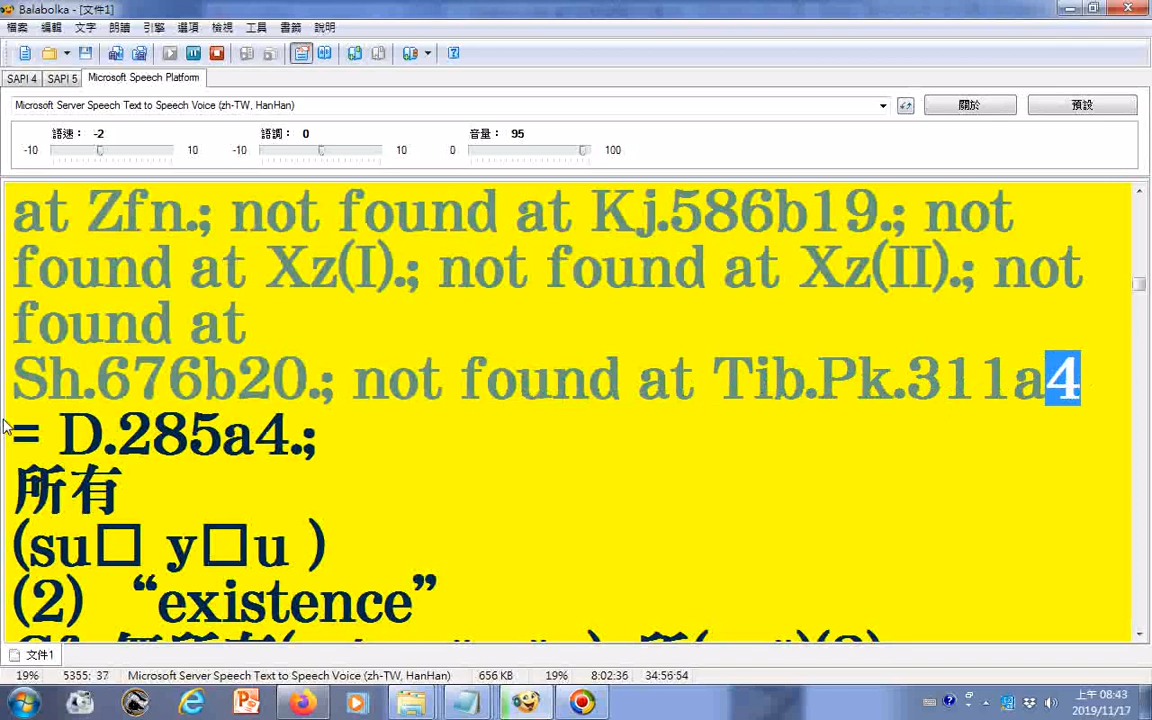 Balabolka - [文件1]
檔案 編輯 文字 朗讀 引擎 選項 檢視 工具 書籤 說明
SAPI 4 SAPI 5 Microsoft Speech Platform
Microsoft Server Speech Text to Speech Voice (zh-TW, HanHan) 關於 預設
語速： -2 語調： 0 音量： 95
-10 10 -10 10 0 100
at Zfn.; not found at Kj.586b19.; not
found at Xz(I).; not found at Xz(II).; not
found at
Sh.676b20.; not found at Tib.Pk.311a4
= D.285a4.;
所有
(su□ y□u )
(2) “existence”
文件1
19% 5355: 37 Microsoft Server Speech Text to Speech Voice (zh-TW, HanHan) 656 KB 19% 8:02:36 34:56:54
上午 08:43
2019/11/17